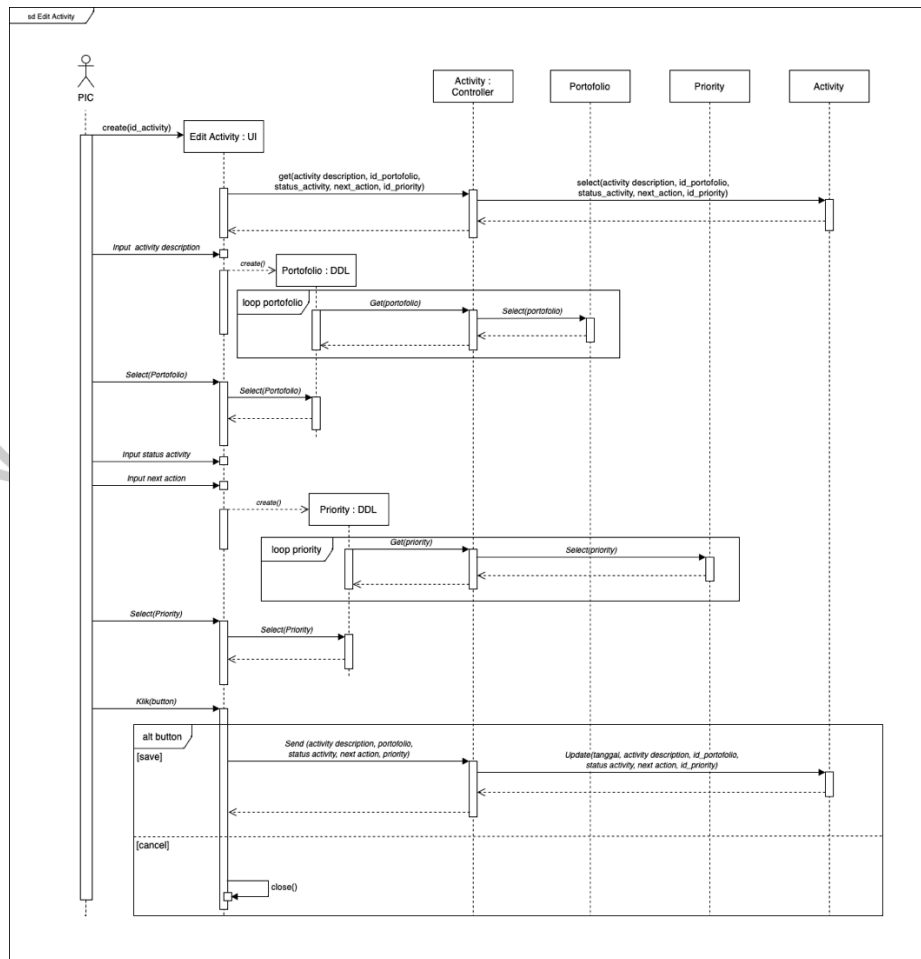 sd Edit Activity
PIC
Activity :
Controller
Portofolio
Priority
Activity
create(id_activity)
Edit Activity : UI
get(activity description, id_portofolio,
status_activity, next_action, id_priority)
select(activity description, id_portofolio,
status_activity, next_action, id_priority)
Input activity description
create()
Portofolio : DDL
loop portofolio
Get(portofolio)
Select(portofolio)
Select(Portofolio)
Select(Portofolio)
Input status activity
Input next action
create()
Priority : DDL
loop priority
Get(priority)
Select(priority)
Select(Priority)
Select(Priority)
Klik(button)
alt button
[save]
Send (activity description, portofolio,
status activity, next action, priority)
Update(tanggal, activity description, id_portofolio,
status activity, next action, id_priority)
[cancel]
close()